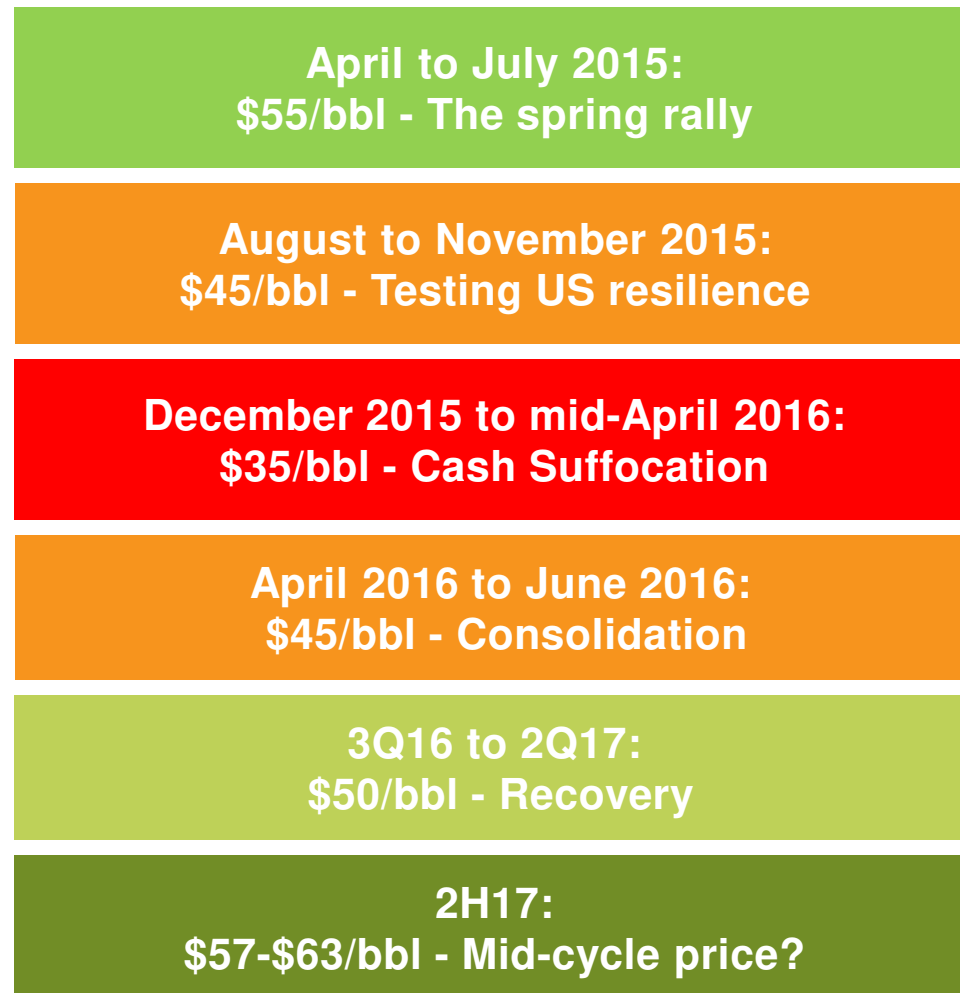 April to July 2015:
$55/bbl - The spring rally
August to November 2015:
$45/bbl - Testing US resilience
December 2015 to mid-April 2016:
$35/bbl - Cash Suffocation
April 2016 to June 2016:
$45/bbl - Consolidation
3Q16 to 2Q17:
$50/bbl - Recovery
2H17:
$57-$63/bbl - Mid-cycle price?